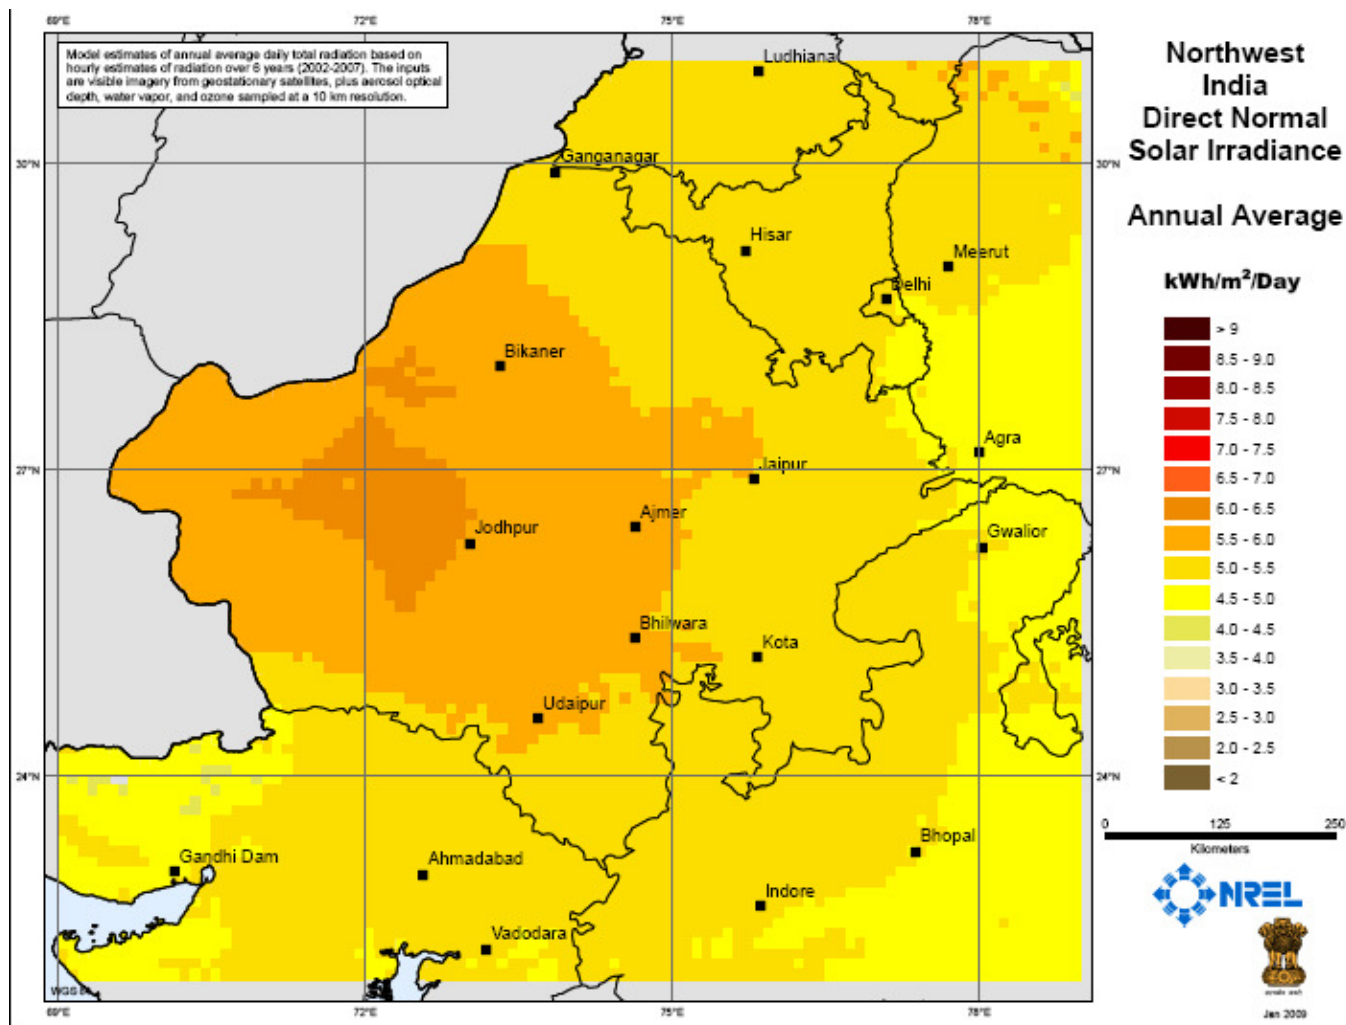 69°E 72°E 75°E 78°E
Model estimates of annual average daily total radiation based on
hourly estimates of radiation over 6 years (2002-2007). The inputs
are visible imagery from geostationary satellites, plus aerosol optical
depth, water vapor, and ozone sampled at a 10 km resolution.
Ludhiana
30°N 30°N
Ganganagar
Hisar
Meerut
Delhi
Bikaner
Agra
27°N 27°N
Jaipur
Ajmer
Jodhpur
Gwalior
Bhilwara
Kota
Udaipur
24°N 24°N
Bhopal
Gandhi Dam
Ahmadabad
Indore
Vadodara
WGS 84
69°E 72°E 75°E 78°E
Northwest
India
Direct Normal
Solar Irradiance
Annual Average
kWh/m²/Day
> 9
8.5 - 9.0
8.0 - 8.5
7.5 - 8.0
7.0 - 7.5
6.5 - 7.0
6.0 - 6.5
5.5 - 6.0
5.0 - 5.5
4.5 - 5.0
4.0 - 4.5
3.5 - 4.0
3.0 - 3.5
2.5 - 3.0
2.0 - 2.5
< 2
0 125 250
Kilometers
NREL
Jan 2009